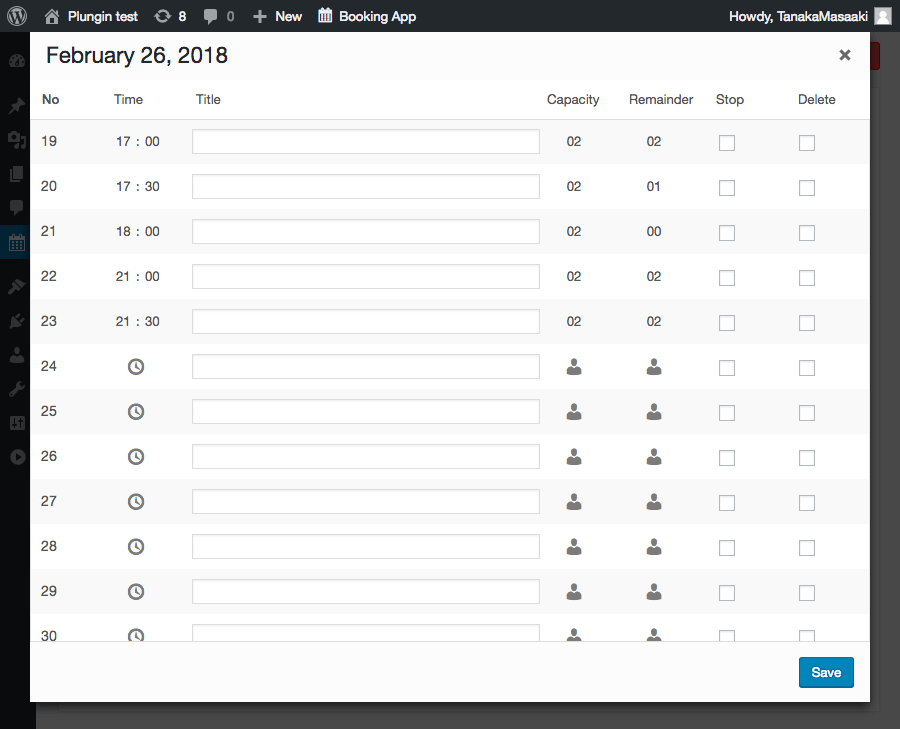 Plungin test 8 0 New Booking App Howdy, TanakaMasaaki
February 26, 2018
No Time Title Capacity Remainder Stop Delete
19 17 : 00 02 02
20 17 : 30 02 01
21 18 : 00 02 00
22 21 : 00 02 02
23 21 : 30 02 02
24
25
26
27
28
29
30
Save